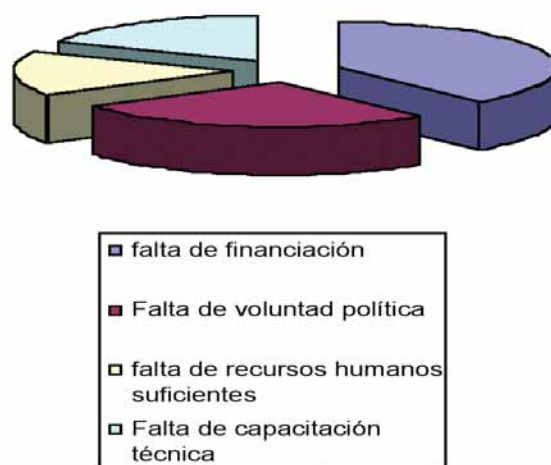 falta de financiación
Falta de voluntad política
falta de recursos humanos
suficientes
Falta de capacitación
técnica